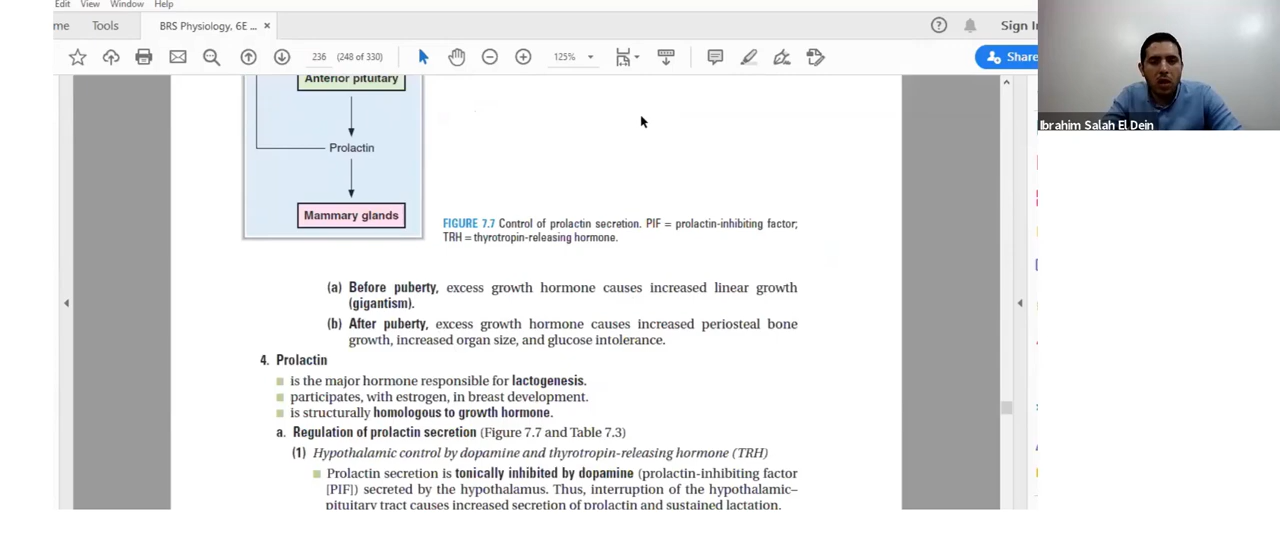 Edit View Window Help
me Tools BRS Physiology, 6E ... ×
Sign In
236 (248 of 330) 125% Share
Anterior pituitary
Prolactin
Mammary glands
FIGURE 7.7 Control of prolactin secretion. PIF = prolactin-inhibiting factor;
TRH = thyrotropin-releasing hormone.
(a) Before puberty, excess growth hormone causes increased linear growth
(gigantism).
(b) After puberty, excess growth hormone causes increased periosteal bone
growth, increased organ size, and glucose intolerance.
4. Prolactin
■ is the major hormone responsible for lactogenesis.
■ participates, with estrogen, in breast development.
■ is structurally homologous to growth hormone.
a. Regulation of prolactin secretion (Figure 7.7 and Table 7.3)
(1) Hypothalamic control by dopamine and thyrotropin-releasing hormone (TRH)
■ Prolactin secretion is tonically inhibited by dopamine (prolactin-inhibiting factor
[PIF]) secreted by the hypothalamus. Thus, interruption of the hypothalamic–
pituitary tract causes increased secretion of prolactin and sustained lactation.
Ibrahim Salah El Dein